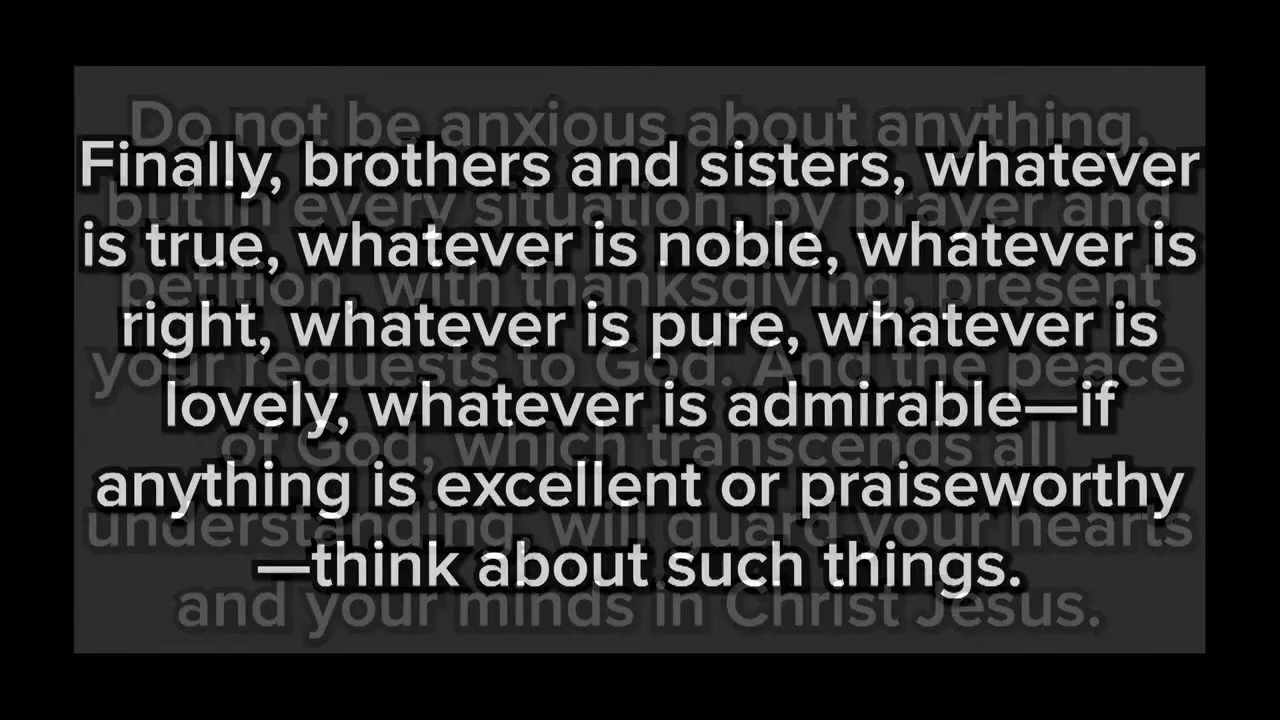 Do not be anxious about anything,
but in every situation, by prayer and
petition, with thanksgiving, present
your requests to God. And the peace
of God, which transcends all
understanding, will guard your hearts
and your minds in Christ Jesus.
Finally, brothers and sisters, whatever
is true, whatever is noble, whatever is
right, whatever is pure, whatever is
lovely, whatever is admirable—if
anything is excellent or praiseworthy
—think about such things.